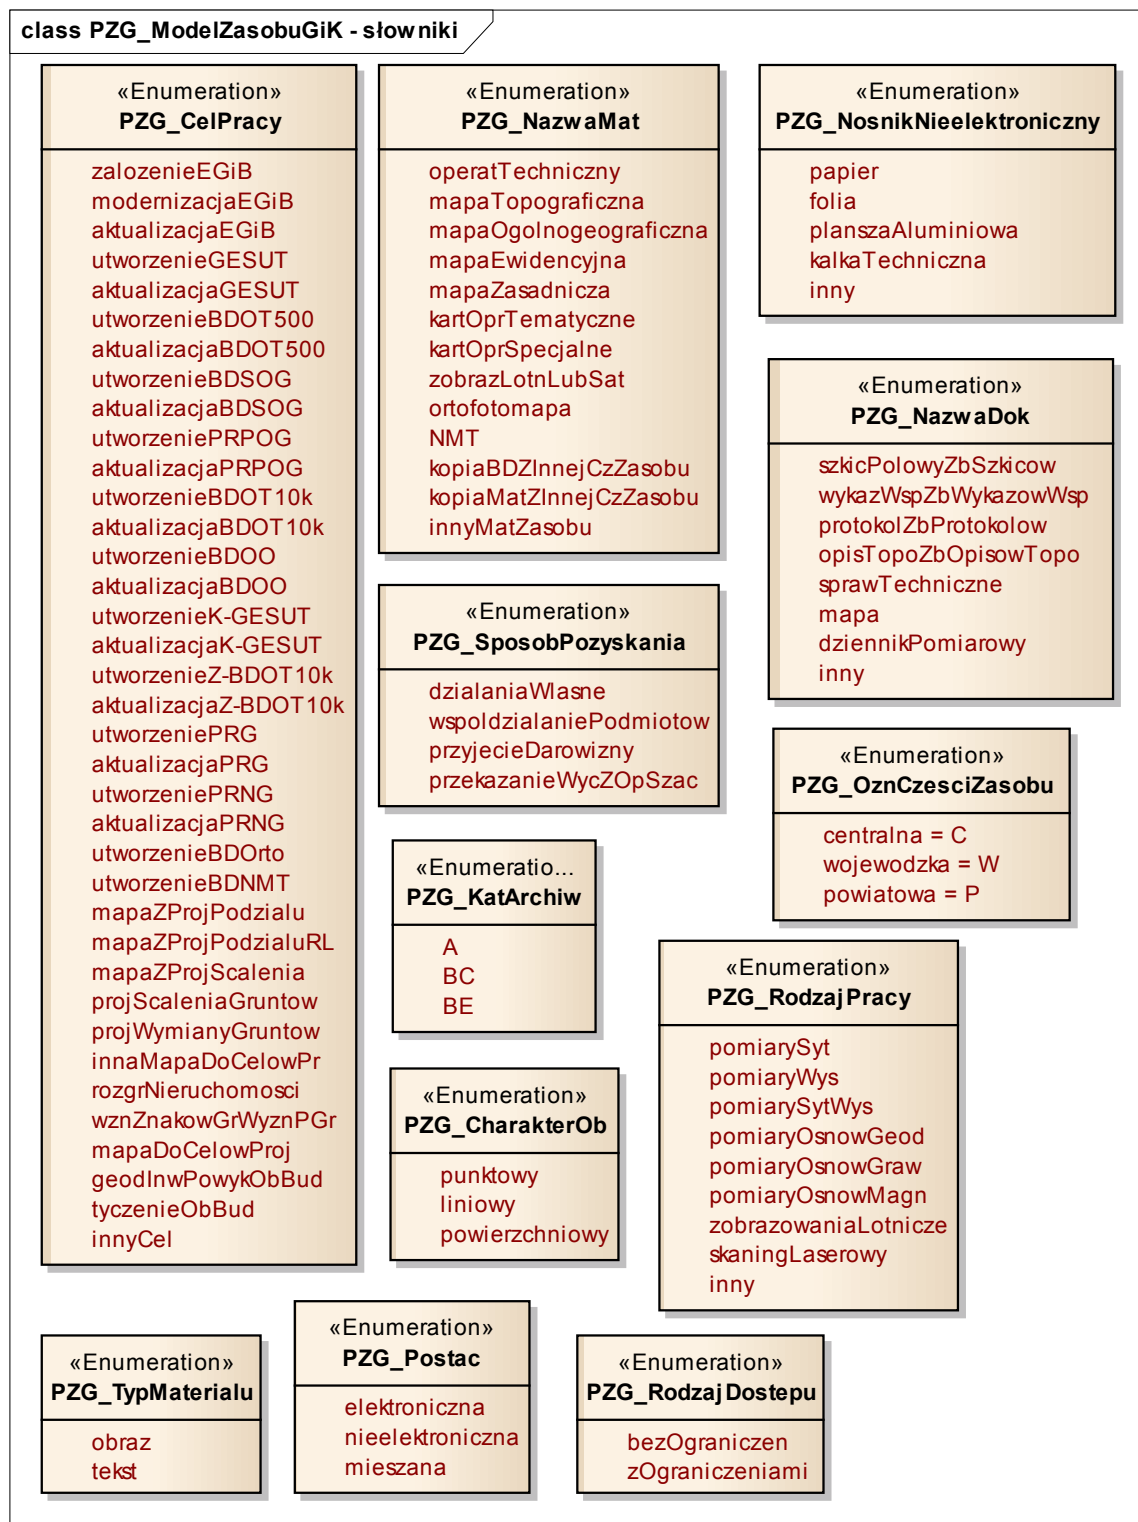 class PZG_ModelZasobuGiK - słowniki
«Enumeration»
PZG_CelPracy
zalozenieEGiB
modernizacjaEGiB
aktualizacjaEGiB
utworzenieGESUT
aktualizacjaGESUT
utworzenieBDOT500
aktualizacjaBDOT500
utworzenieBDSOG
aktualizacjaBDSOG
utworzeniePRPOG
aktualizacjaPRPOG
utworzenieBDOT10k
aktualizacjaBDOT10k
utworzenieBDOO
aktualizacjaBDOO
utworzenieK-GESUT
aktualizacjaK-GESUT
utworzenieZ-BDOT10k
aktualizacjaZ-BDOT10k
utworzeniePRG
aktualizacjaPRG
utworzeniePRNG
aktualizacjaPRNG
utworzenieBDOrto
utworzenieBDNMT
mapaZProjPodzialu
mapaZProjPodzialuRL
mapaZProjScalenia
projScaleniaGruntow
projWymianyGruntow
innaMapaDoCelowPr
rozgrNieruchomosci
wznZnakowGrWyznPGr
mapaDoCelowProj
geodInwPowykObBud
tyczenieObBud
innyCel
«Enumeration»
PZG_NazwaMat
operatTechniczny
mapaTopograficzna
mapaOgolnogeograficzna
mapaEwidencyjna
mapaZasadnicza
kartOprTematyczne
kartOprSpecjalne
zobrazLotnLubSat
ortofotomapa
NMT
kopiaBDZInnejCzZasobu
kopiaMatZInnejCzZasobu
innyMatZasobu
«Enumeration»
PZG_NosnikNieelektroniczny
papier
folia
planszaAluminiowa
kalkaTechniczna
inny
«Enumeration»
PZG_NazwaDok
szkicPolowyZbSzkicow
wykazWspZbWykazowWsp
protokolZbProtokolow
opisTopoZbOpisowTopo
sprawTechniczne
mapa
dziennikPomiarowy
inny
«Enumeration»
PZG_SposobPozyskania
dzialaniaWlasne
wspoldzialaniePodmiotow
przyjecieDarowizny
przekazanieWycZOpSzac
«Enumeration»
PZG_OznCzesciZasobu
centralna = C
wojewodzka = W
powiatowa = P
«Enumeratio...
PZG_KatArchiw
A
BC
BE
«Enumeration»
PZG_RodzajPracy
pomiarySyt
pomiaryWys
pomiarySytWys
pomiaryOsnowGeod
pomiaryOsnowGraw
pomiaryOsnowMagn
zobrazowaniaLotnicze
skaningLaserowy
inny
«Enumeration»
PZG_CharakterOb
punktowy
liniowy
powierzchniowy
«Enumeration»
PZG_TypMaterialu
obraz
tekst
«Enumeration»
PZG_Postac
elektroniczna
nieelektroniczna
mieszana
«Enumeration»
PZG_RodzajDostepu
bezOgraniczen
zOgraniczeniami